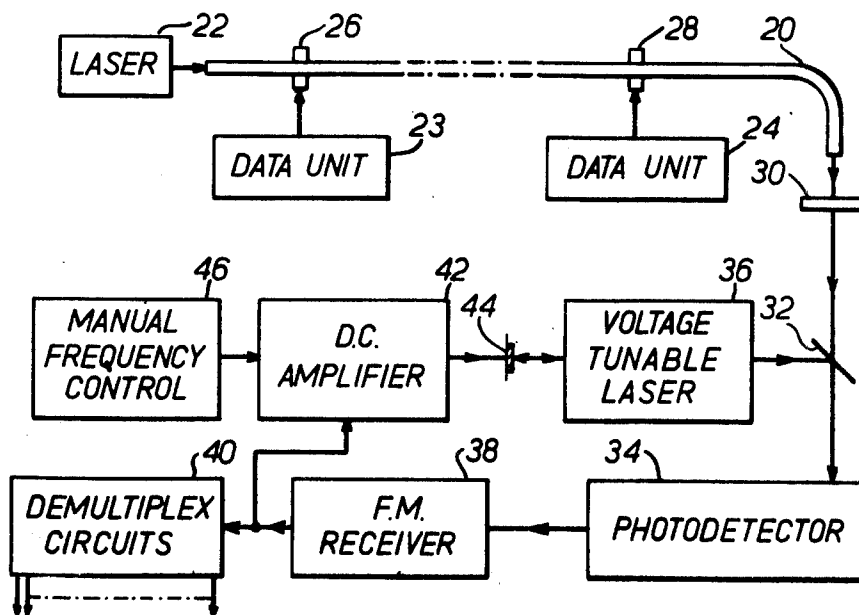 22
26
28
20
LASER
23
24
DATA UNIT
DATA UNIT
30
46
42
44
36
32
MANUAL
FREQUENCY
CONTROL
D.C.
AMPLIFIER
VOLTAGE
TUNABLE
LASER
40
38
34
DEMULTIPLEX
CIRCUITS
F.M.
RECEIVER
PHOTODETECTOR